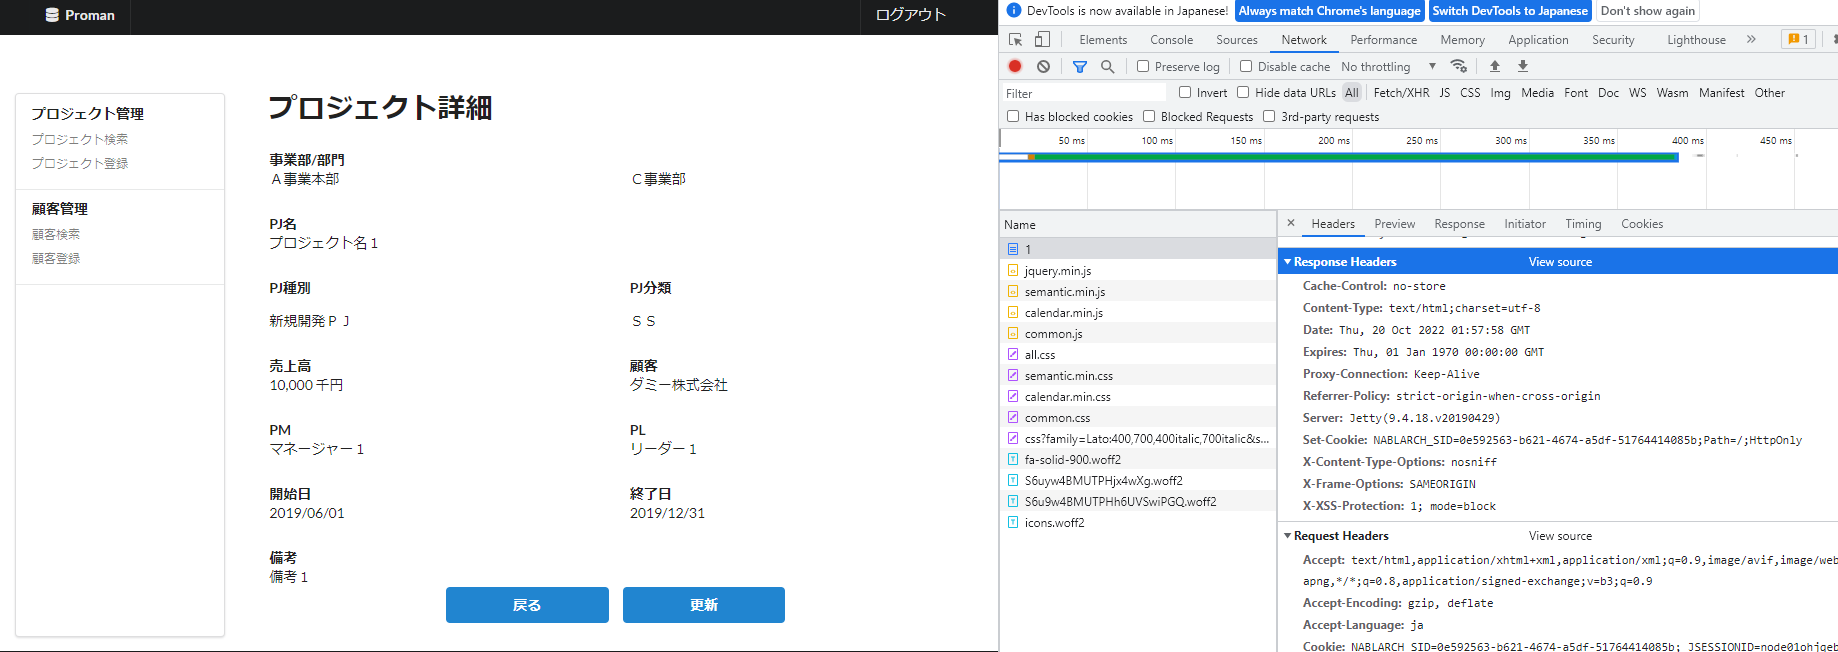 Proman
ログアウト
プロジェクト管理
プロジェクト検索
プロジェクト登録
顧客管理
顧客検索
顧客登録
プロジェクト詳細
事業部/部門
Ａ事業本部 Ｃ事業部
PJ名
プロジェクト名１
PJ種別 PJ分類
新規開発ＰＪ ＳＳ
売上高 顧客
10,000 千円 ダミー株式会社
PM PL
マネージャー１ リーダー１
開始日 終了日
2019/06/01 2019/12/31
備考
備考１
戻る 更新
DevTools is now available in Japanese! Always match Chrome's language Switch DevTools to Japanese Don't show again
Elements Console Sources Network Performance Memory Application Security Lighthouse » 1
Preserve log Disable cache No throttling
Filter Invert Hide data URLs All Fetch/XHR JS CSS Img Media Font Doc WS Wasm Manifest Other
Has blocked cookies Blocked Requests 3rd-party requests
50 ms 100 ms 150 ms 200 ms 250 ms 300 ms 350 ms 400 ms 450 ms
Name
1
jquery.min.js
semantic.min.js
calendar.min.js
common.js
all.css
semantic.min.css
calendar.min.css
common.css
css?family=Lato:400,700,400italic,700italic&s...
fa-solid-900.woff2
S6uyw4BMUTPHjx4wXg.woff2
S6u9w4BMUTPHh6UVSwiPGQ.woff2
icons.woff2
× Headers Preview Response Initiator Timing Cookies
Response Headers View source
Cache-Control: no-store
Content-Type: text/html;charset=utf-8
Date: Thu, 20 Oct 2022 01:57:58 GMT
Expires: Thu, 01 Jan 1970 00:00:00 GMT
Proxy-Connection: Keep-Alive
Referrer-Policy: strict-origin-when-cross-origin
Server: Jetty(9.4.18.v20190429)
Set-Cookie: NABLARCH_SID=0e592563-b621-4674-a5df-51764414085b;Path=/;HttpOnly
X-Content-Type-Options: nosniff
X-Frame-Options: SAMEORIGIN
X-XSS-Protection: 1; mode=block
Request Headers View source
Accept: text/html,application/xhtml+xml,application/xml;q=0.9,image/avif,image/web
apng,*/*;q=0.8,application/signed-exchange;v=b3;q=0.9
Accept-Encoding: gzip, deflate
Accept-Language: ja
Cookie: NABLARCH_SID=0e592563-b621-4674-a5df-51764414085b;